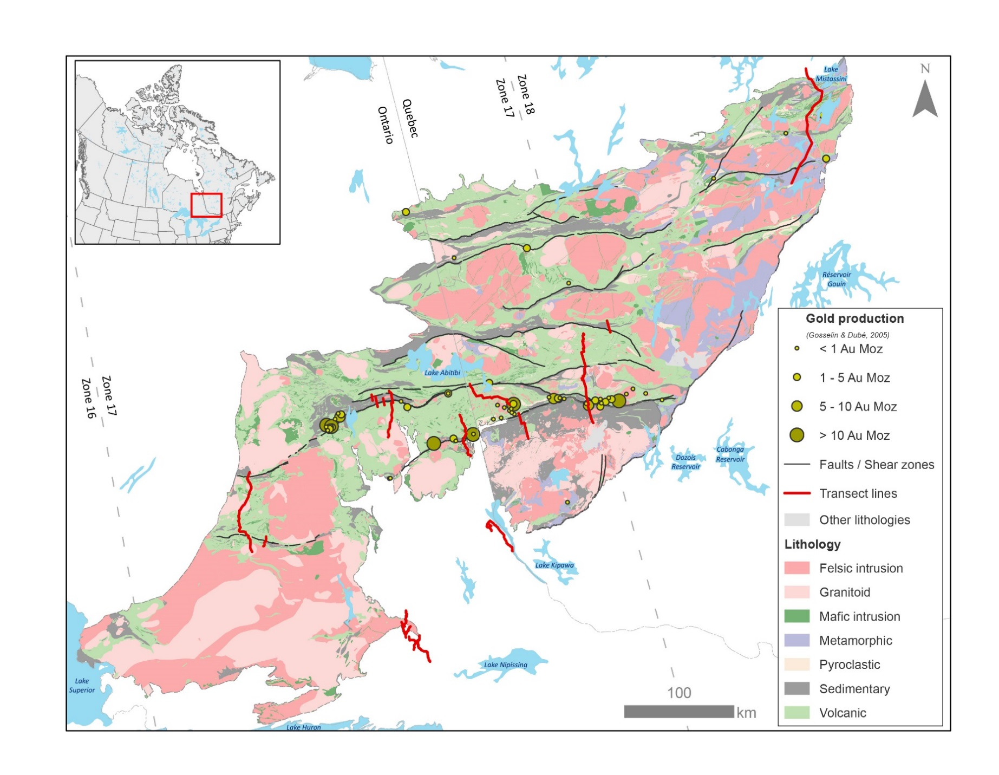 Lake
Mistassini
N
Zone 18
Zone 17
Quebec
Ontario
Réservoir
Gouin
Lake Abitibi
Zone 17
Zone 16
Dozois
Reservoir
Cabonga
Reservoir
Lake Kipawa
Lake Nipissing
Lake
Superior
Lake Huron
100
km
Gold production
(Gosselin & Dubé, 2005)
< 1 Au Moz
1 - 5 Au Moz
5 - 10 Au Moz
> 10 Au Moz
Faults / Shear zones
Transect lines
Other lithologies
Lithology
Felsic intrusion
Granitoid
Mafic intrusion
Metamorphic
Pyroclastic
Sedimentary
Volcanic